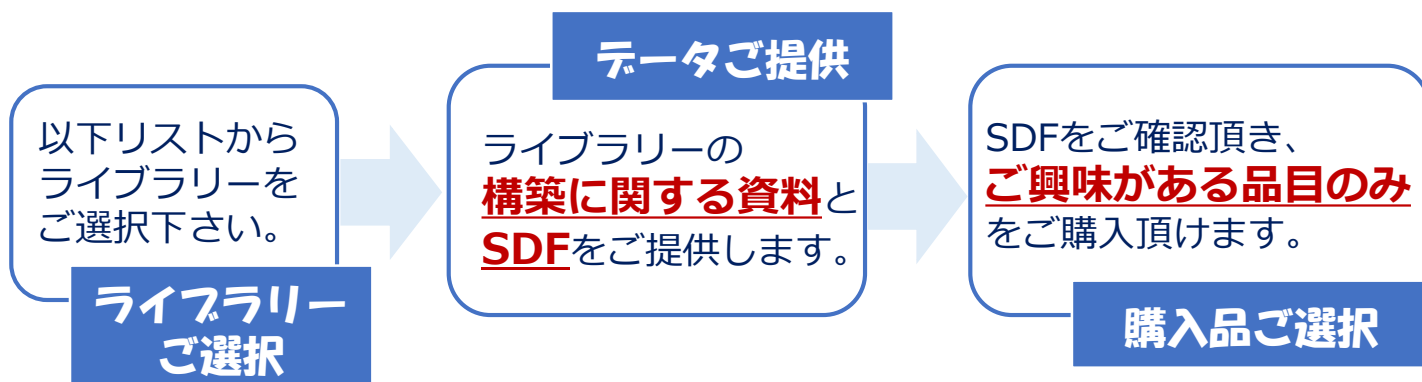 以下リストから
ライブラリーを
ご選択下さい。
ライブラリー
ご選択
データご提供
ライブラリーの
構築に関する資料と
SDFをご提供します。
SDFをご確認頂き、
ご興味がある品目のみ
をご購入頂けます。
購入品ご選択